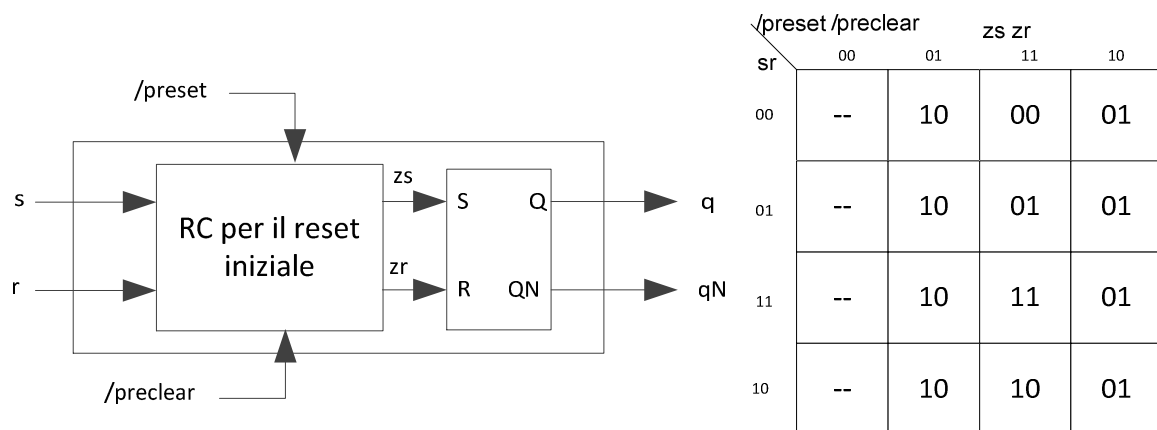 /preset
s
r
RC per il reset
iniziale
zs
zr
S Q
R QN
q
qN
/preclear
/preset /preclear zs zr
sr 00 01 11 10
00 -- 10 00 01
01 -- 10 01 01
11 -- 10 11 01
10 -- 10 10 01